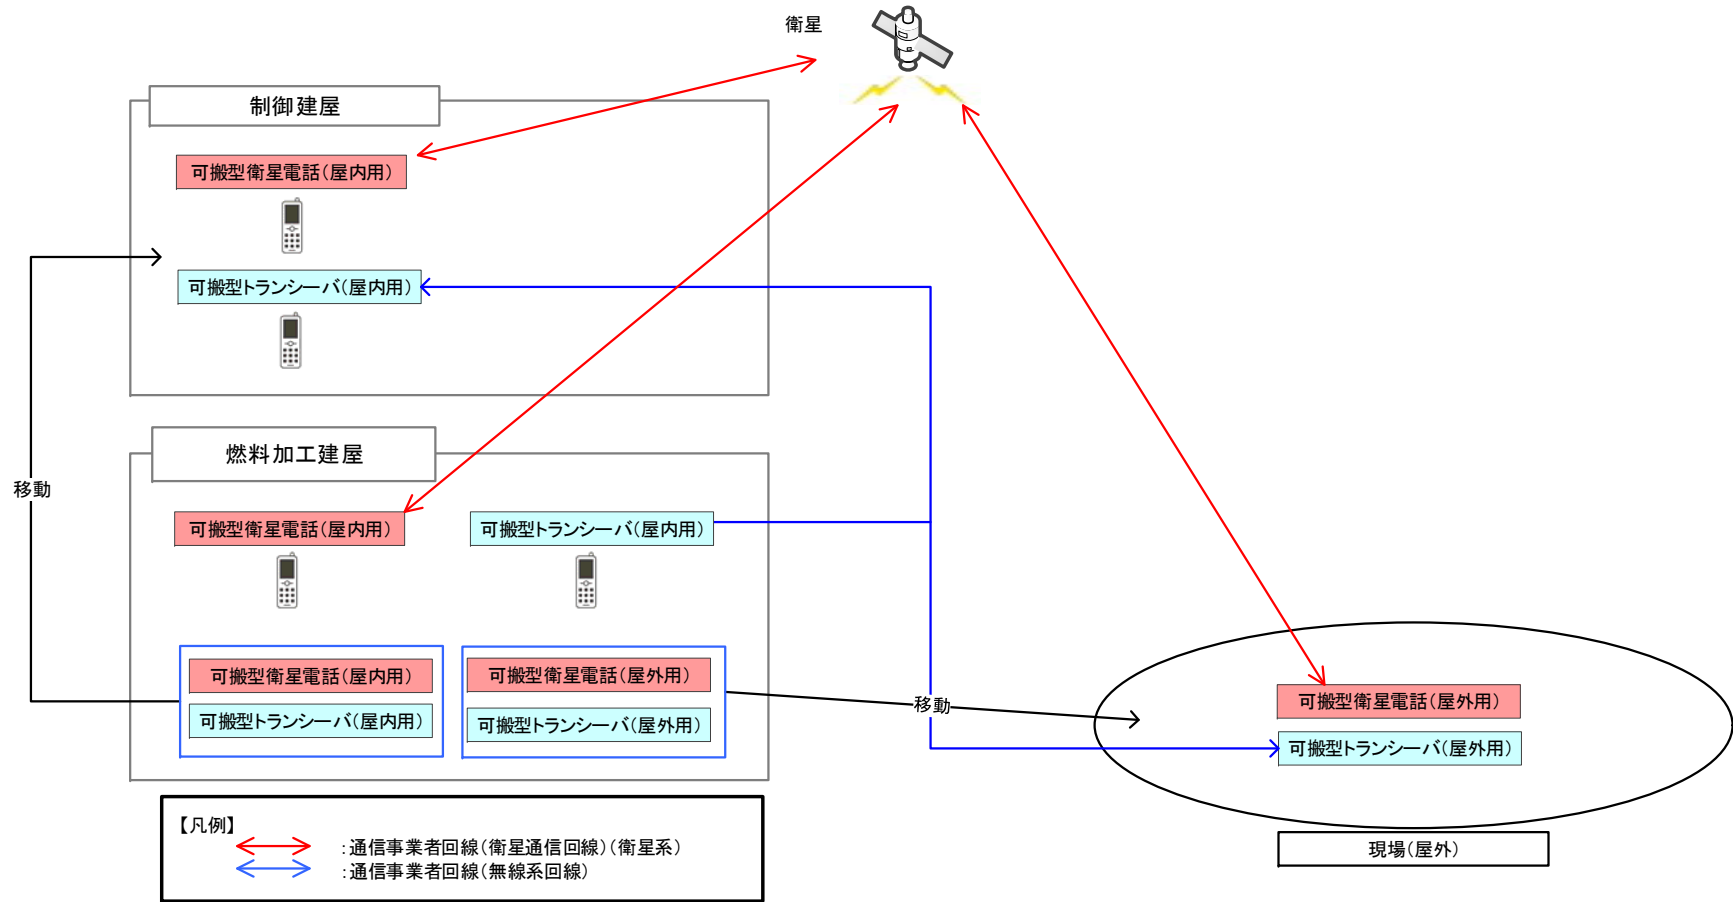 衛星
制御建屋
可搬型衛星電話(屋内用)
可搬型トランシーバ(屋内用)
燃料加工建屋
移動
可搬型衛星電話(屋内用)
可搬型トランシーバ(屋内用)
可搬型衛星電話(屋内用)
可搬型トランシーバ(屋内用)
可搬型衛星電話(屋外用)
可搬型トランシーバ(屋外用)
移動
可搬型衛星電話(屋外用)
可搬型トランシーバ(屋外用)
現場(屋外)
【凡例】
:通信事業者回線(衛星通信回線)(衛星系)
:通信事業者回線(無線系回線)